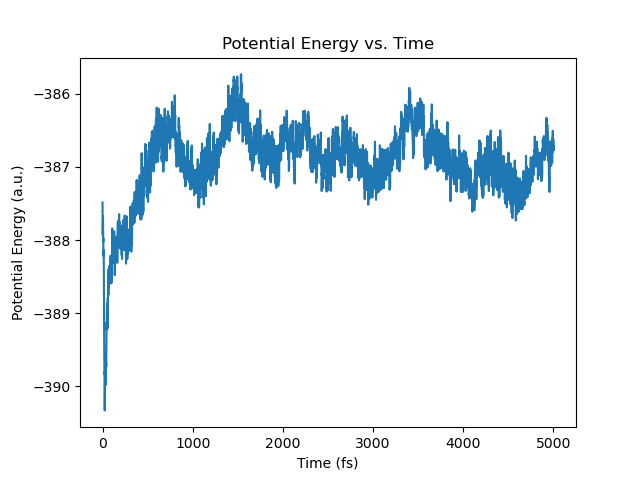 Potential Energy vs. Time
Potential Energy (a.u.)
−386
−387
−388
−389
−390
0 1000 2000 3000 4000 5000
Time (fs)